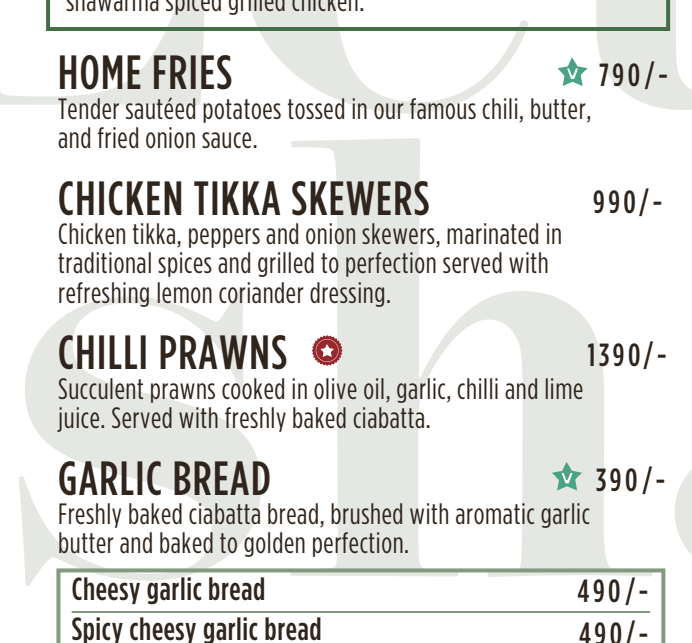 shawarma spiced grilled chicken.
HOME FRIES V 790/-
Tender sautéed potatoes tossed in our famous chili, butter,
and fried onion sauce.
CHICKEN TIKKA SKEWERS 990/-
Chicken tikka, peppers and onion skewers, marinated in
traditional spices and grilled to perfection served with
refreshing lemon coriander dressing.
CHILLI PRAWNS 1390/-
Succulent prawns cooked in olive oil, garlic, chilli and lime
juice. Served with freshly baked ciabatta.
GARLIC BREAD V 390/-
Freshly baked ciabatta bread, brushed with aromatic garlic
butter and baked to golden perfection.
Cheesy garlic bread 490/-
Spicy cheesy garlic bread 490/-